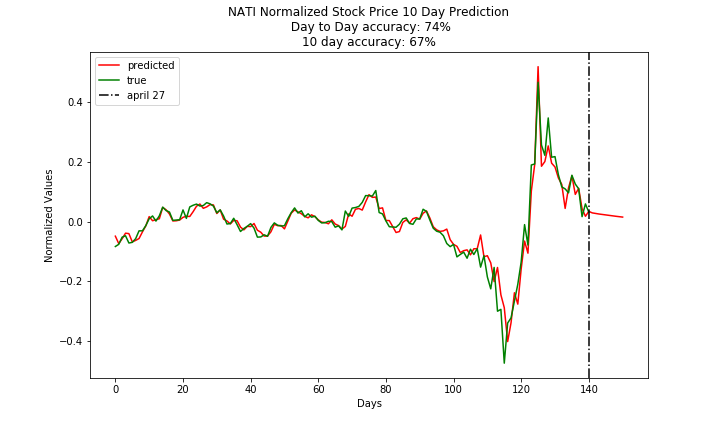 NATI Normalized Stock Price 10 Day Prediction
Day to Day accuracy: 74%
10 day accuracy: 67%
predicted
true
april 27
0.4
0.2
0.0
−0.2
−0.4
Normalized Values
0 20 40 60 80 100 120 140
Days